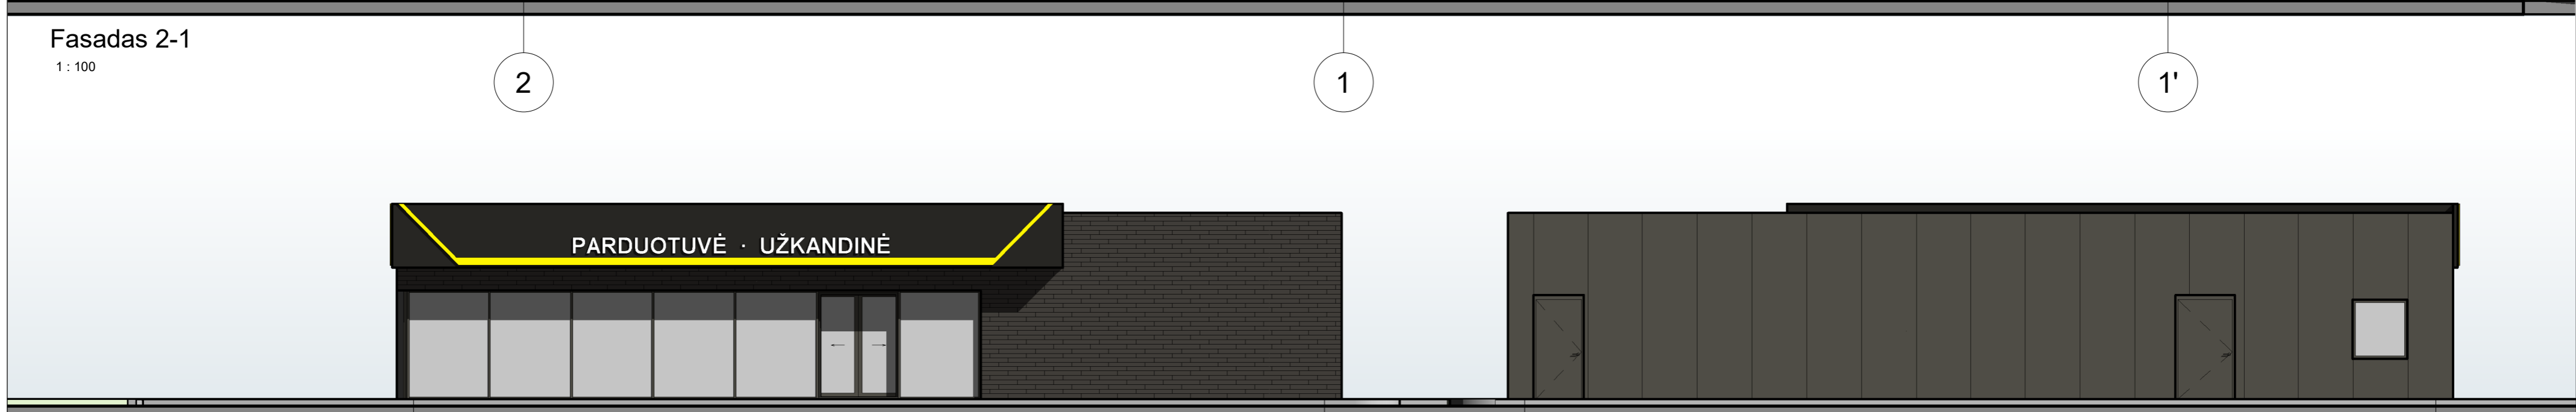 Fasadas 2-1
1 : 100
2
1
1'
PARDUOTUVĖ · UŽKANDINĖ